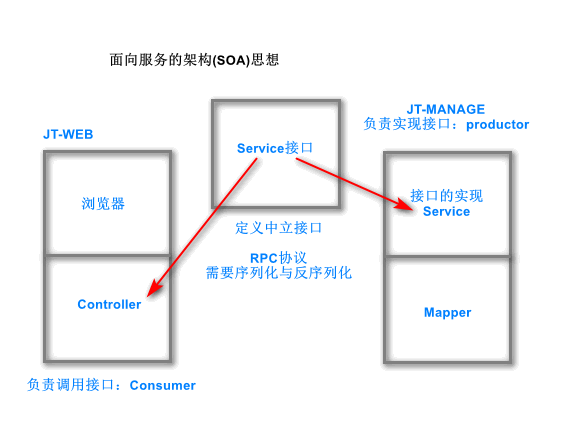 面向服务的架构(SOA)思想
JT-WEB
浏览器
Controller
负责调用接口：Consumer
Service接口
定义中立接口
RPC协议
需要序列化与反序列化
JT-MANAGE
负责实现接口：productor
接口的实现
Service
Mapper